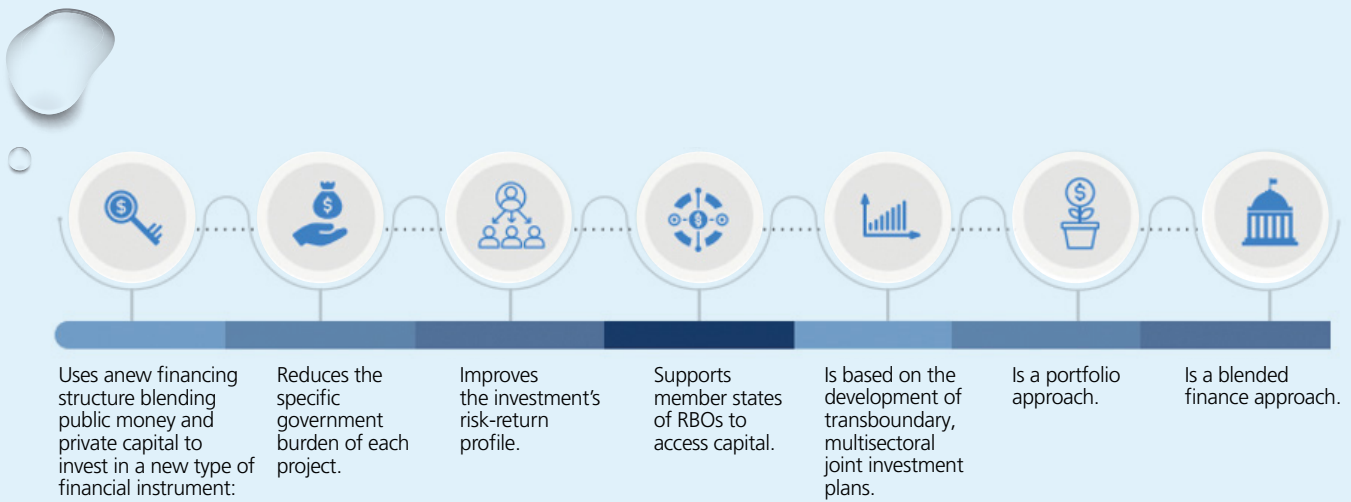 Uses anew financing
structure blending
public money and
private capital to
invest in a new type of
financial instrument:
Reduces the
specific
government
burden of each
project.
Improves
the investment's
risk-return
profile.
Supports
member states
of RBOs to
access capital.
Is based on the
development of
transboundary,
multisectoral
joint investment
plans.
Is a portfolio
approach.
Is a blended
finance approach.